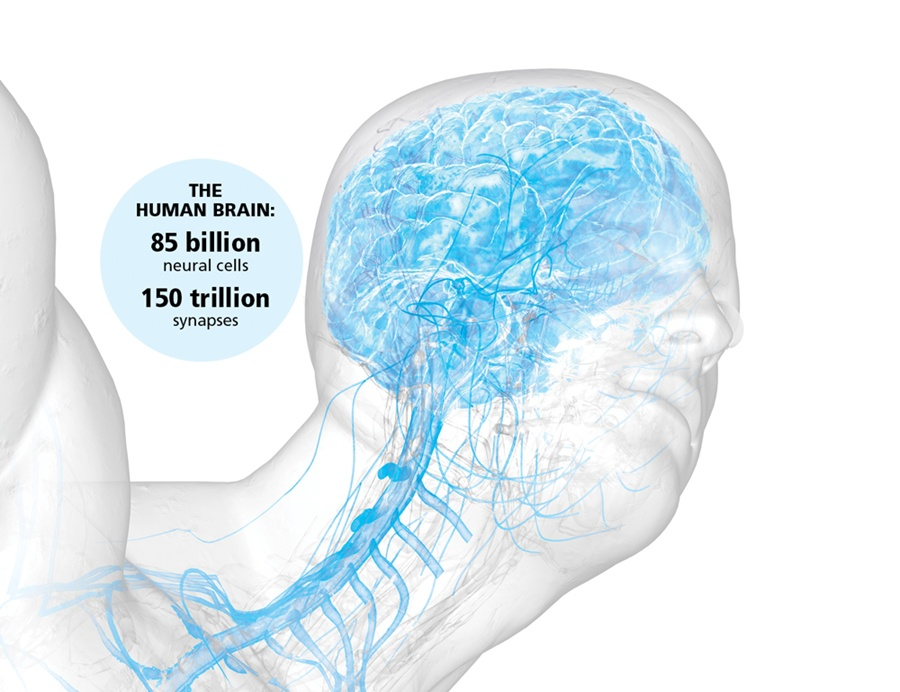 THE
HUMAN BRAIN:
85 billion
neural cells
150 trillion
synapses